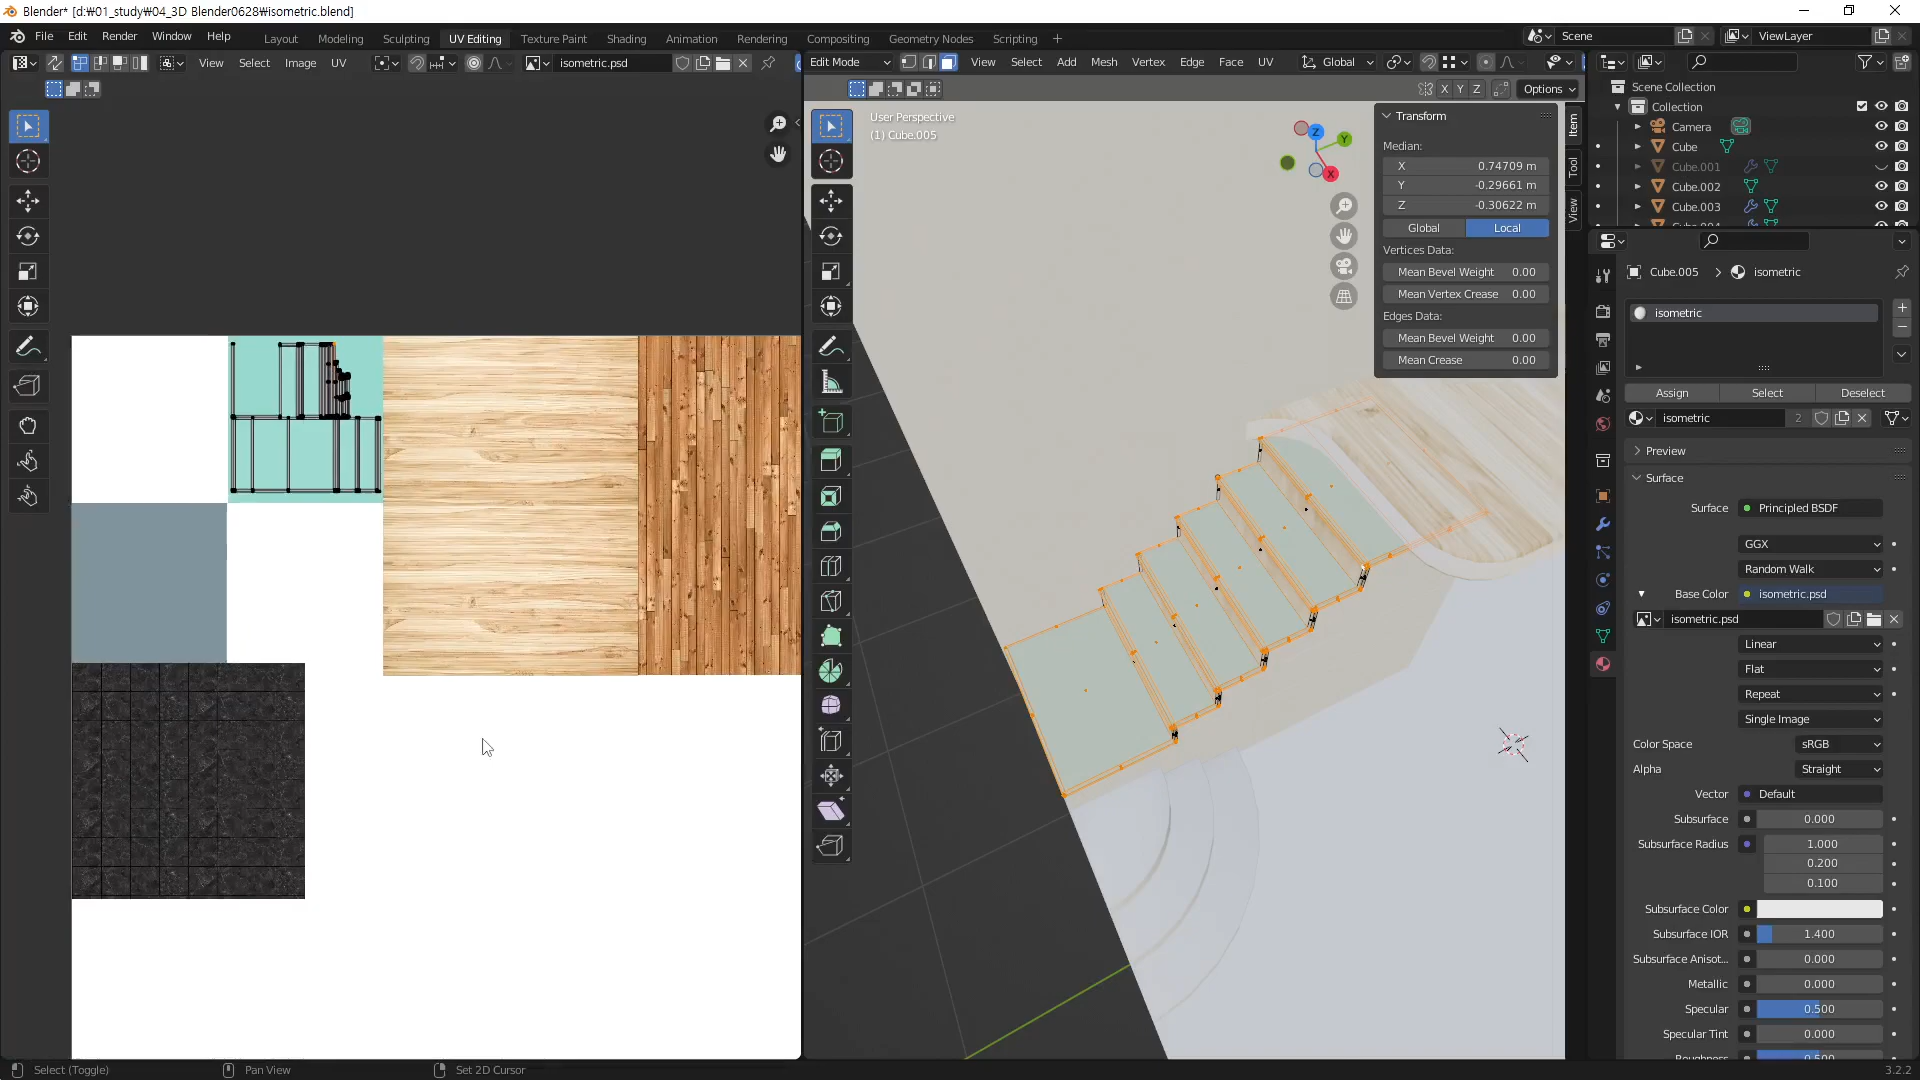 Blender* [d:₩01_study₩04_3D Blender0628₩isometric.blend]
File Edit Render Window Help
Layout Modeling Sculpting UV Editing Texture Paint Shading Animation Rendering Compositing Geometry Nodes Scripting +
Scene
ViewLayer
View Select Image UV
isometric.psd
Edit Mode
View Select Add Mesh Vertex Edge Face UV
Global
X Y Z
Options
User Perspective
(1) Cube.005
Z
Y
X
Transform
Median:
X 0.74709 m
Y -0.29661 m
Z -0.30622 m
Global Local
Vertices Data:
Mean Bevel Weight 0.00
Mean Vertex Crease 0.00
Edges Data:
Mean Bevel Weight 0.00
Mean Crease 0.00
Item
Tool
View
Scene Collection
Collection
Camera
Cube
Cube.001
Cube.002
Cube.003
Cube.005 > isometric
isometric
Assign Select Deselect
isometric 2
Preview
Surface
Surface Principled BSDF
GGX
Random Walk
Base Color isometric.psd
isometric.psd
Linear
Flat
Repeat
Single Image
Color Space sRGB
Alpha Straight
Vector Default
Subsurface 0.000
Subsurface Radius 1.000
0.200
0.100
Subsurface Color
Subsurface IOR 1.400
Subsurface Anisot... 0.000
Metallic 0.000
Specular 0.500
Specular Tint 0.000
Roughness 0.500
Select (Toggle) Pan View Set 2D Cursor
3.2.2